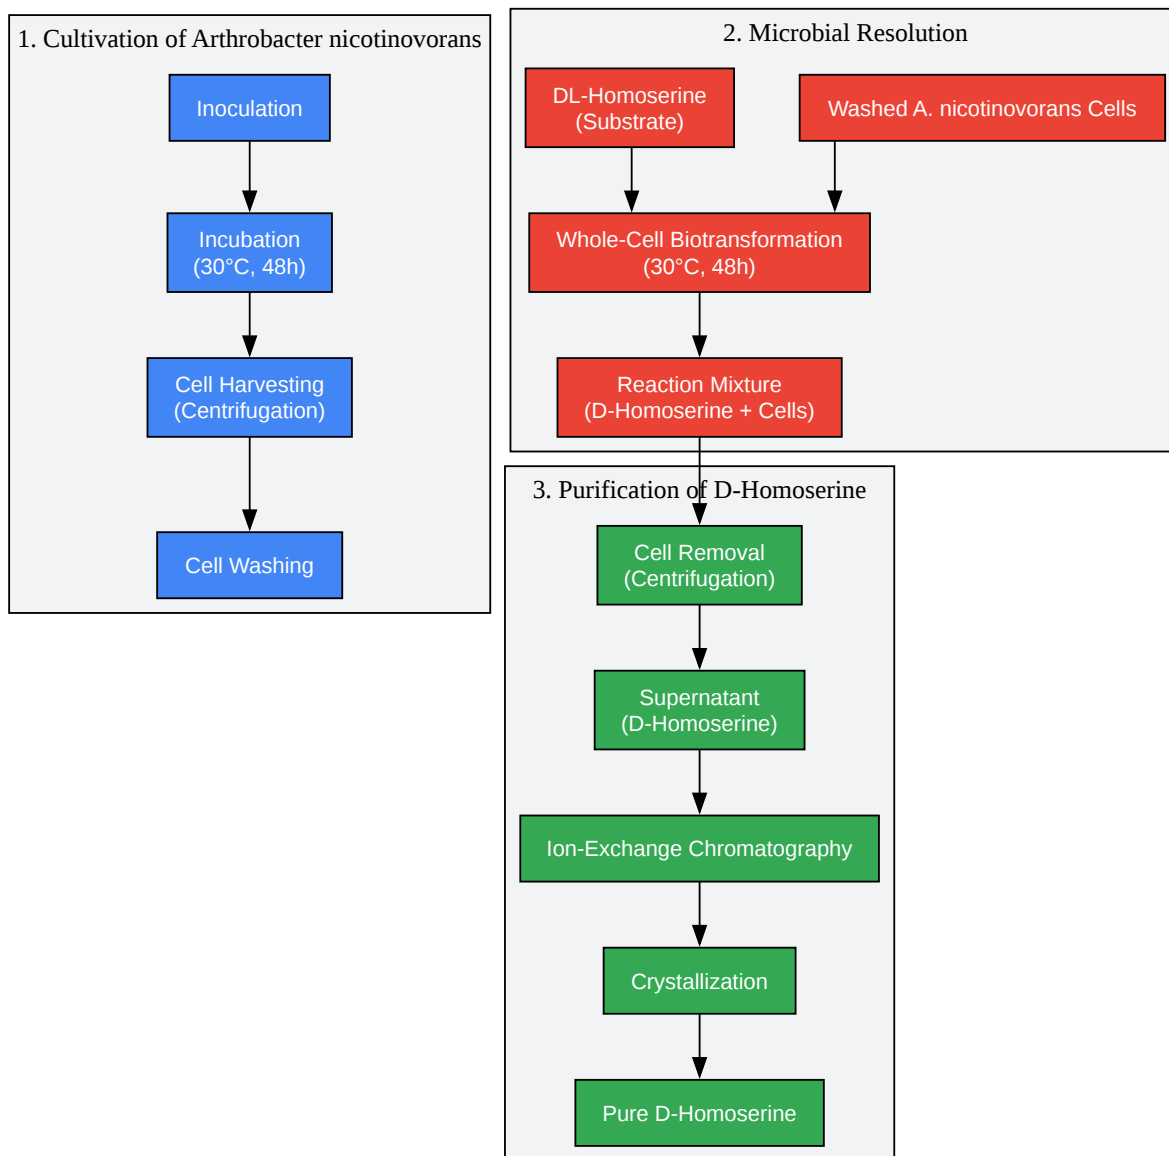 1. Cultivation of Arthrobacter nicotinovorans
Inoculation
Incubation
(30°C, 48h)
Cell Harvesting
(Centrifugation)
Cell Washing
2. Microbial Resolution
DL-Homoserine
(Substrate)
Washed A. nicotinovorans Cells
Whole-Cell Biotransformation
(30°C, 48h)
Reaction Mixture
(D-Homoserine + Cells)
3. Purification of D-Homoserine
Cell Removal
(Centrifugation)
Supernatant
(D-Homoserine)
Ion-Exchange Chromatography
Crystallization
Pure D-Homoserine